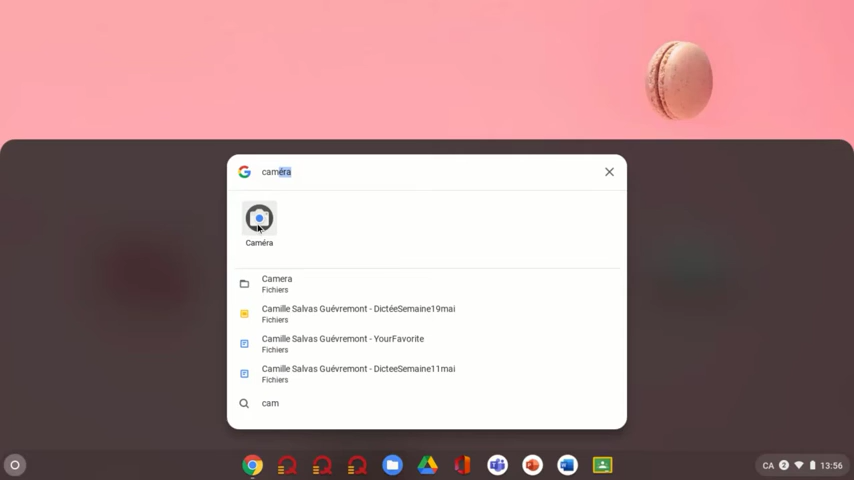 caméra
Caméra
Camera
Fichiers
Camille Salvas Guévremont - DictéeSemaine19mai
Fichiers
Camille Salvas Guévremont - YourFavorite
Fichiers
Camille Salvas Guévremont - DicteeSemaine11mai
Fichiers
cam
CA 2 13:56